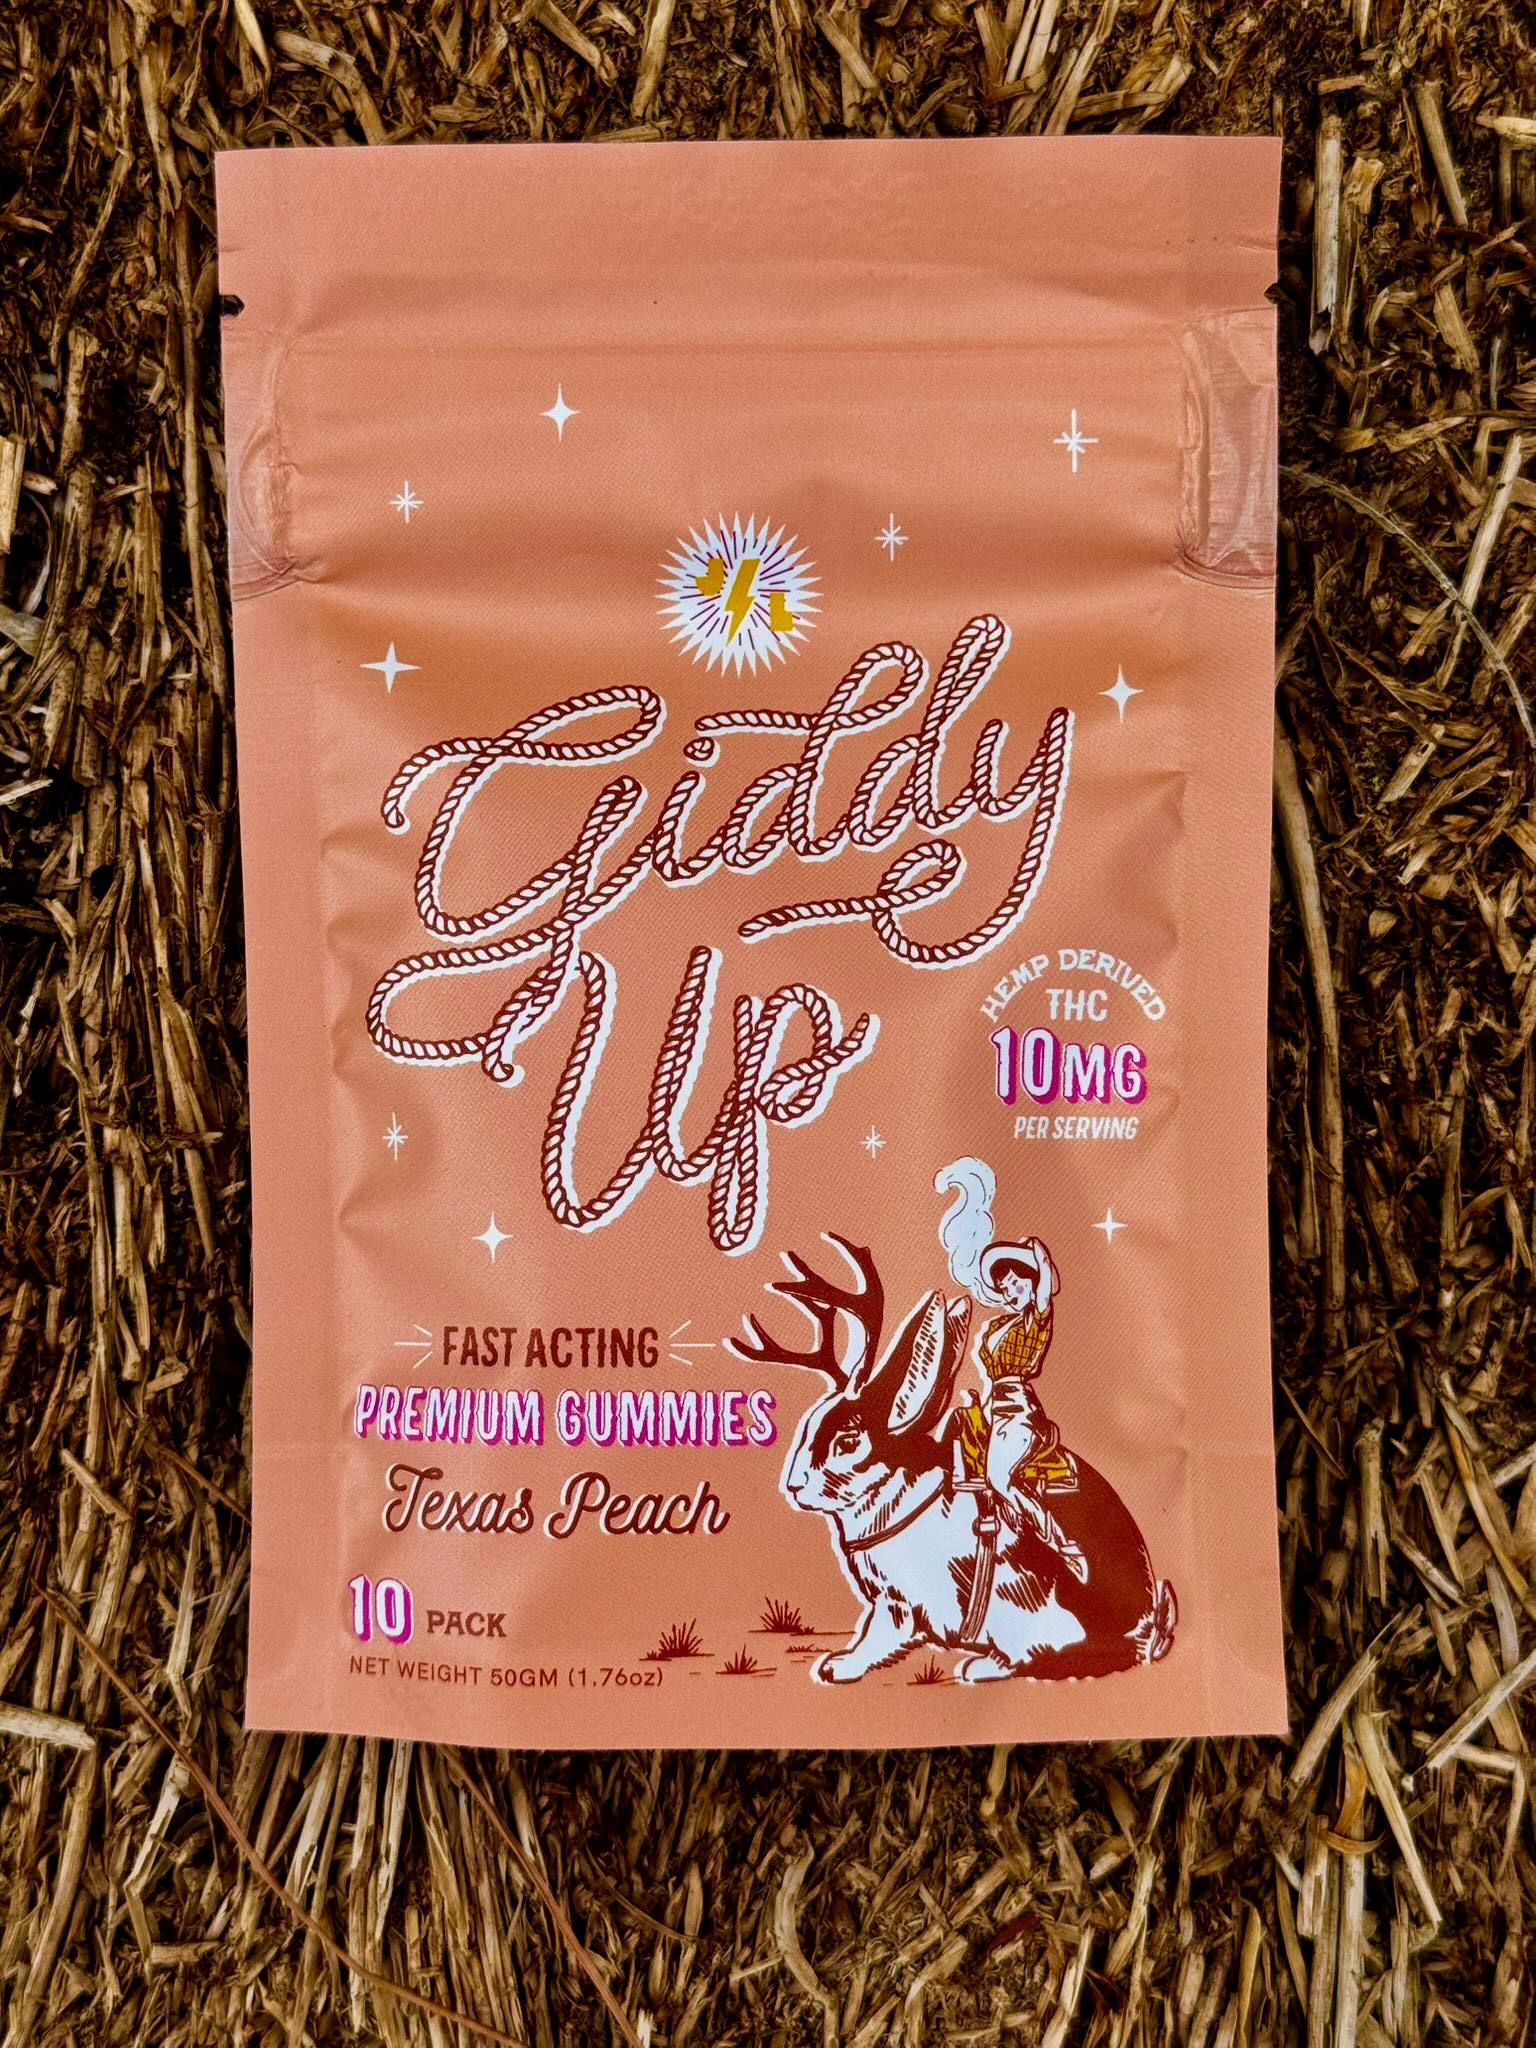 Giddy
Up
HEMP DERIVED
THC
10MG
PER SERVING
FAST ACTING
PREMIUM GUMMIES
Texas Peach
10 PACK
NET WEIGHT 50GM (1.76oz)